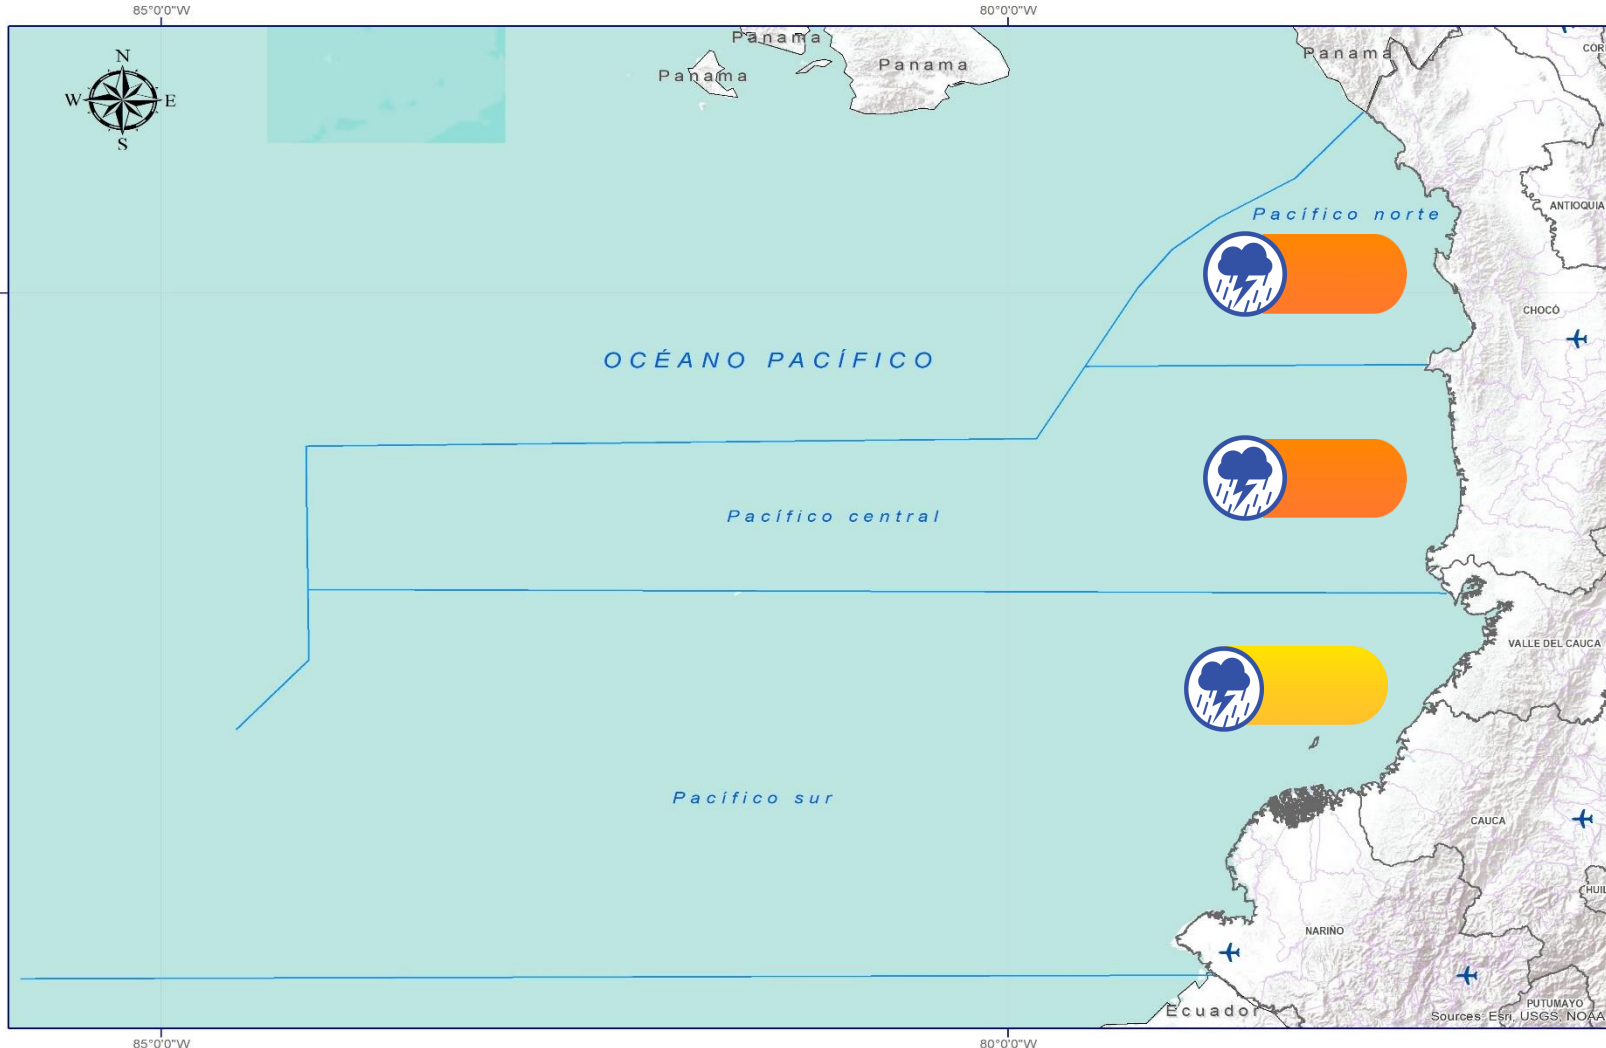 85°0'0"W
80°0'0"W
N
W
E
S
Panama
Panama
Panama
Panama
COR
ANTIOQUIA
Pacífico norte
CHOCÓ
OCÉANO PACÍFICO
Pacífico central
VALLE DEL CAUCA
Pacífico sur
CAUCA
HUIL
NARIÑO
PUTUMAYO
Ecuador
Sources: Esri, USGS, NOAA
85°0'0"W
80°0'0"W